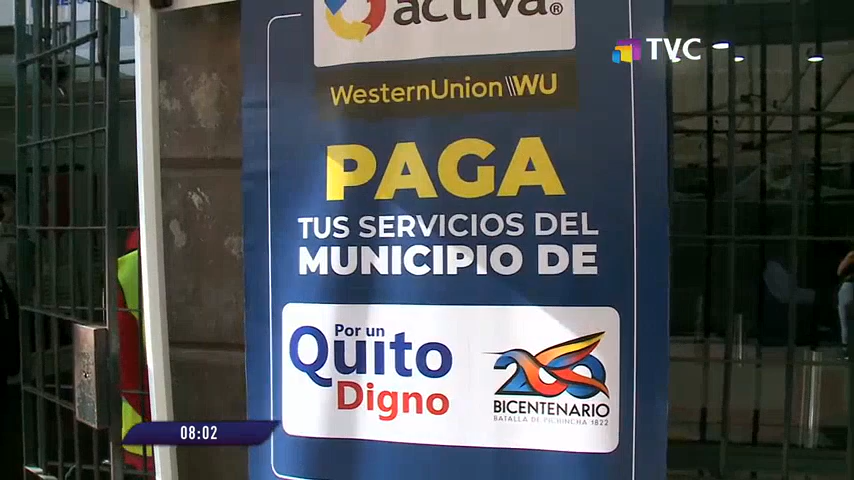 activa®
TVC
WesternUnion WU
PAGA
TUS SERVICIOS DEL
MUNICIPIO DE
Por un
Quito
Digno
200
BICENTENARIO
BATALLA DE PICHINCHA 1822
08:02